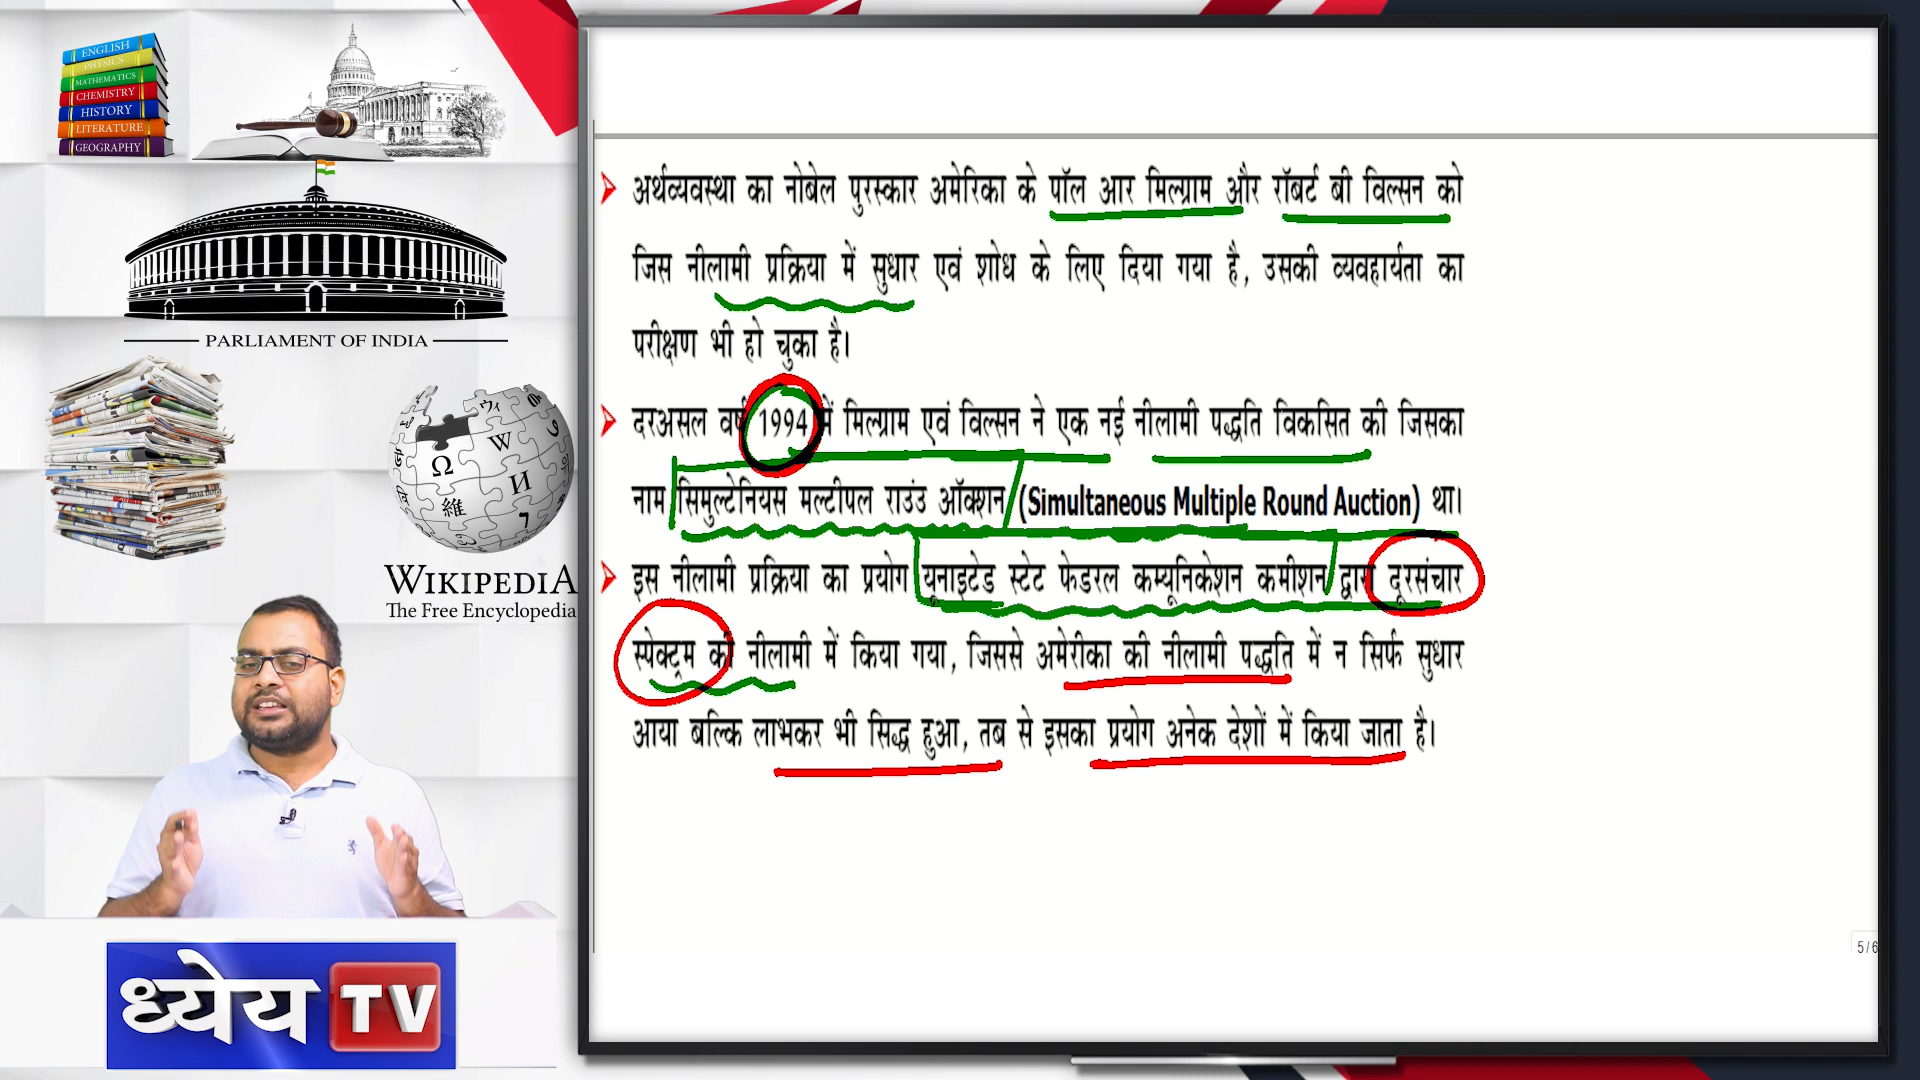 ENGLISH
PHYSICS
MATHEMATICS
CHEMISTRY
HISTORY
LITERATURE
GEOGRAPHY
PARLIAMENT OF INDIA
Ω
W
И
維
WIKIPEDIA
The Free Encyclopedia
ध्येय TV
अर्थव्यवस्था का नोबेल पुरस्कार अमेरिका के पॉल आर मिल्ग्राम और रॉबर्ट बी विल्सन को
जिस नीलामी प्रक्रिया में सुधार एवं शोध के लिए दिया गया है, उसकी व्यवहार्यता का
परीक्षण भी हो चुका है।
दरअसल वर्ष 1994 में मिल्ग्राम एवं विल्सन ने एक नई नीलामी पद्धति विकसित की जिसका
नाम सिमुल्टेनियस मल्टीपल राउंड ऑक्शन (Simultaneous Multiple Round Auction) था।
इस नीलामी प्रक्रिया का प्रयोग यूनाइटेड स्टेट फेडरल कम्यूनिकेशन कमीशन द्वारा दूरसंचार
स्पेक्ट्रम की नीलामी में किया गया, जिससे अमेरीका की नीलामी पद्धति में न सिर्फ सुधार
आया बल्कि लाभकर भी सिद्ध हुआ, तब से इसका प्रयोग अनेक देशों में किया जाता है।
5/6